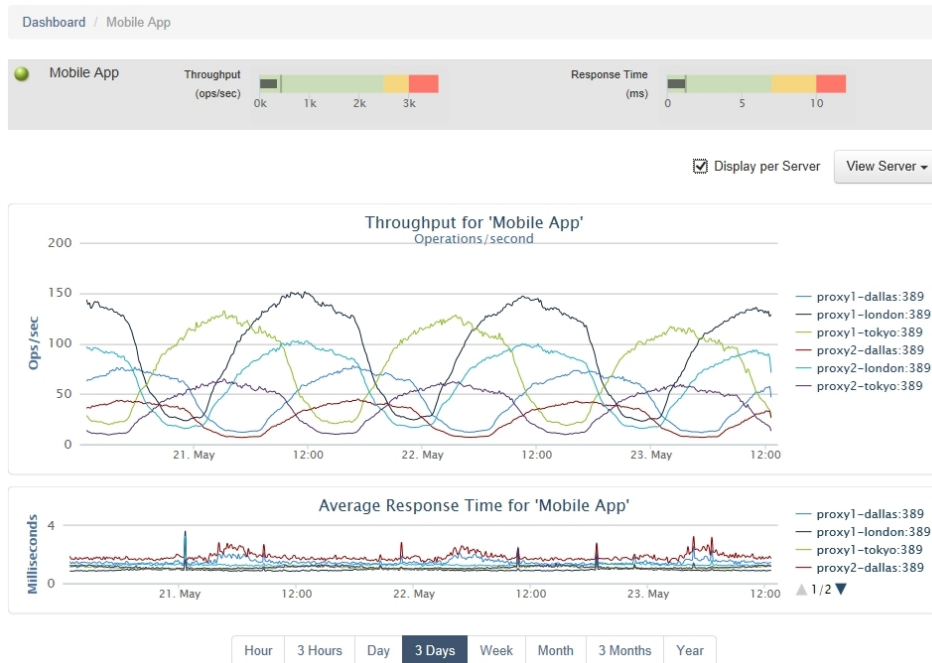 Dashboard / Mobile App
Mobile App
Throughput
(ops/sec)
0k 1k 2k 3k
Response Time
(ms)
0 5 10
Display per Server
View Server
Throughput for 'Mobile App'
Operations/second
Ops/sec
200
150
100
50
0
21. May 12:00 22. May 12:00 23. May 12:00
proxy1-dallas:389
proxy1-london:389
proxy1-tokyo:389
proxy2-dallas:389
proxy2-london:389
proxy2-tokyo:389
Average Response Time for 'Mobile App'
Milliseconds
4
0
21. May 12:00 22. May 12:00 23. May 12:00
proxy1-dallas:389
proxy1-london:389
proxy1-tokyo:389
proxy2-dallas:389
1/2
Hour 3 Hours Day 3 Days Week Month 3 Months Year